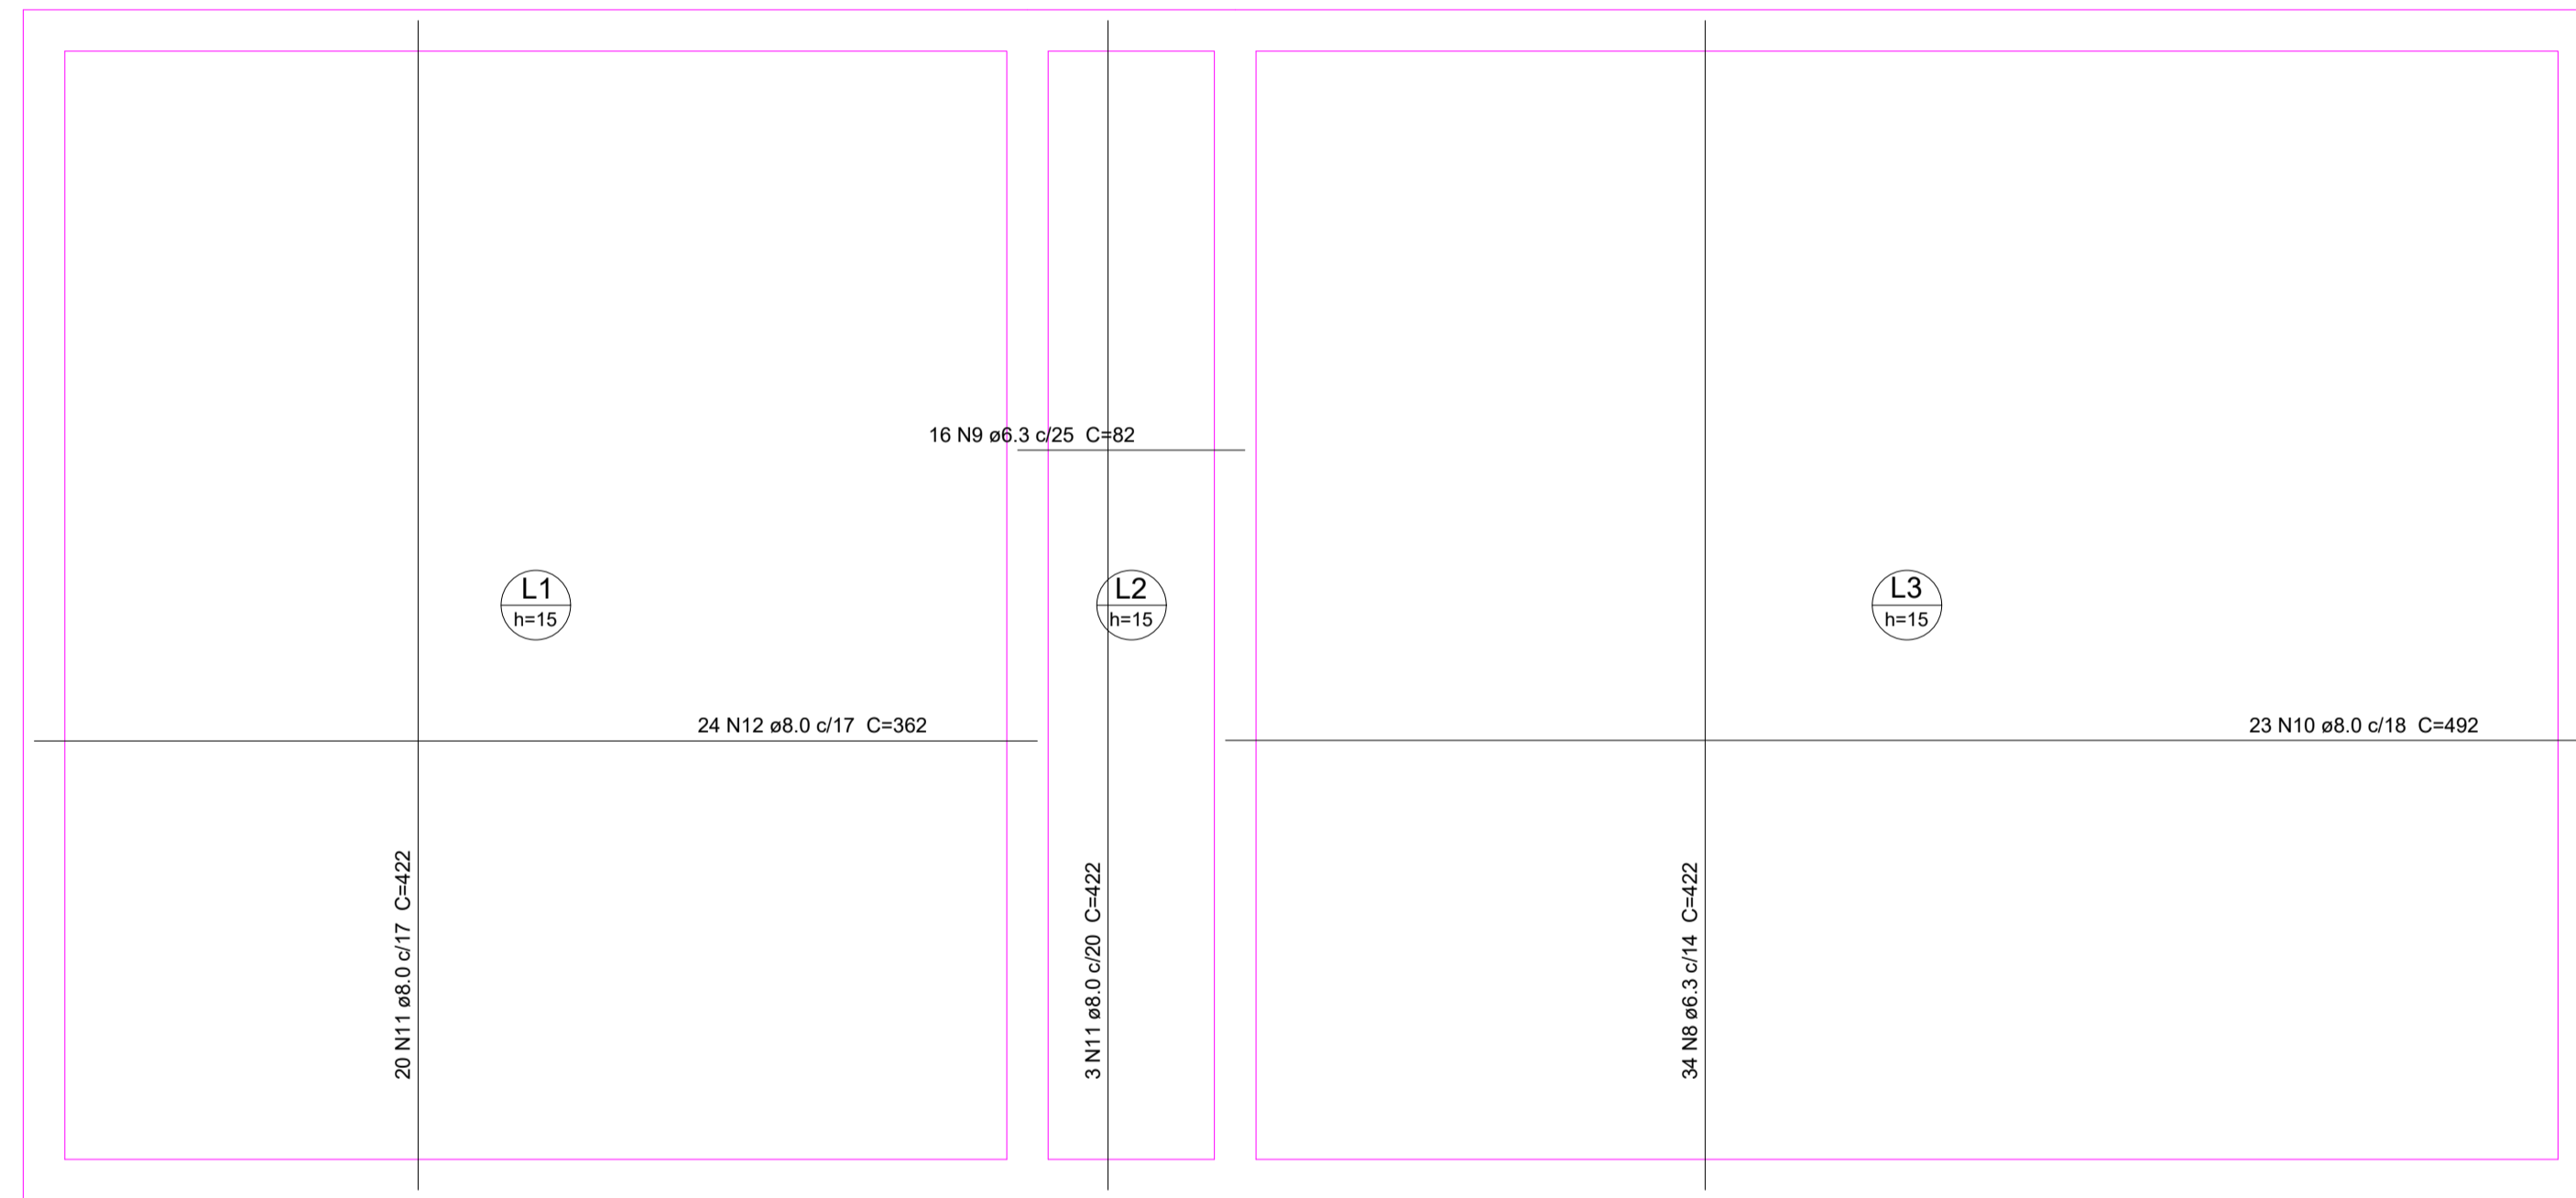 16 N9 ø6.3 c/25  C=82
L1
h=15
L2
h=15
L3
h=15
24 N12 ø8.0 c/17  C=362
23 N10 ø8.0 c/18  C=492
20 N11 ø8.0 c/17  C=422
3 N11 ø8.0 c/20  C=422
34 N8 ø6.3 c/14  C=422